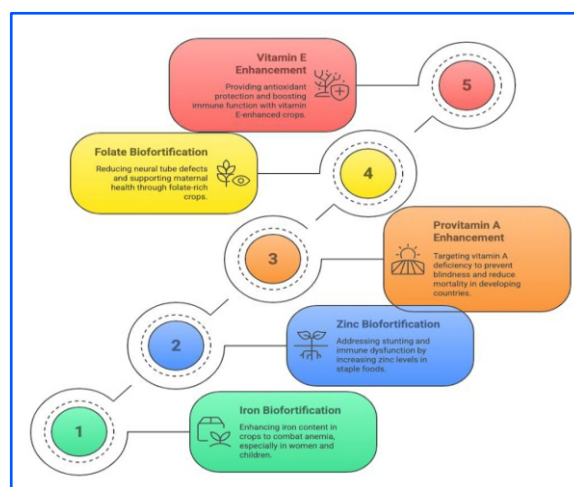 Vitamin E
Enhancement
Providing antioxidant
protection and boosting
immune function with vitamin
E-enhanced crops.
5
Folate Biofortification
Reducing neural tube defects
and supporting maternal
health through folate-rich
crops.
4
Provitamin A
Enhancement
Targeting vitamin A
deficiency to prevent
blindness and reduce
mortality in developing
countries.
3
Zinc Biofortification
Addressing stunting and
immune dysfunction by
increasing zinc levels in
staple foods.
2
Iron Biofortification
Enhancing iron content in
crops to combat anemia,
especially in women and
children.
1